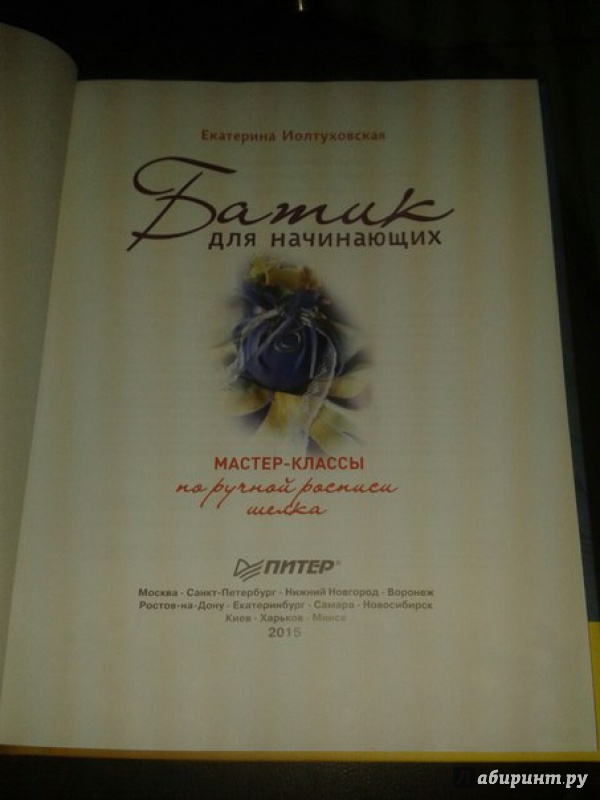 Екатерина Иолтуховская
Батик
для начинающих
МАСТЕР-КЛАССЫ
по ручной росписи
шелка
ПИТЕР®
Москва · Санкт-Петербург · Нижний Новгород · Воронеж
Ростов-на-Дону · Екатеринбург · Самара · Новосибирск
Киев · Харьков · Минск
2015
Лабиринт.ру